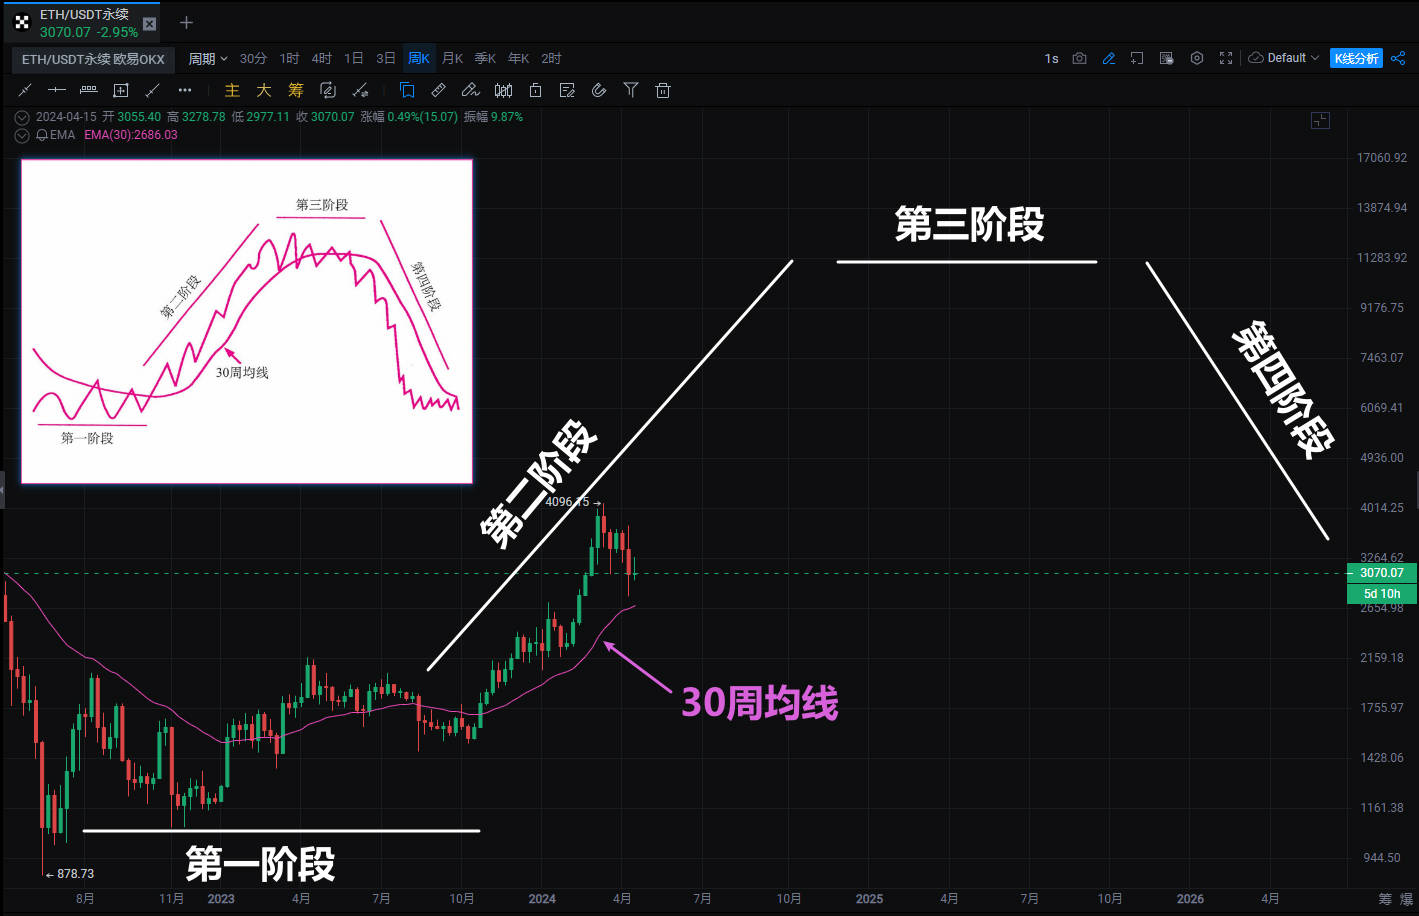 ETH/USDT永续
3070.07 -2.95%
ETH/USDT永续 欧易OKX 周期 30分 1时 4时 1日 3日 周K 月K 季K 年K 2时 1s Default K线分析
主 大 筹
2024-04-15 开 3055.40 高 3278.78 低 2977.11 收 3070.07 涨幅 0.49%(15.07) 振幅 9.87%
EMA EMA(30):2686.03
第三阶段
第二阶段
第四阶段
30周均线
第一阶段
第三阶段
第四阶段
第二阶段
4096.15
30周均线
第一阶段
878.73
17060.92
13874.94
11283.92
9176.75
7463.07
6069.41
4936.00
4014.25
3264.62
3070.07
5d 10h
2654.98
2159.18
1755.97
1428.06
1161.38
944.50
8月 11月 2023 4月 7月 10月 2024 4月 7月 10月 2025 4月 7月 10月 2026 4月 筹 爆